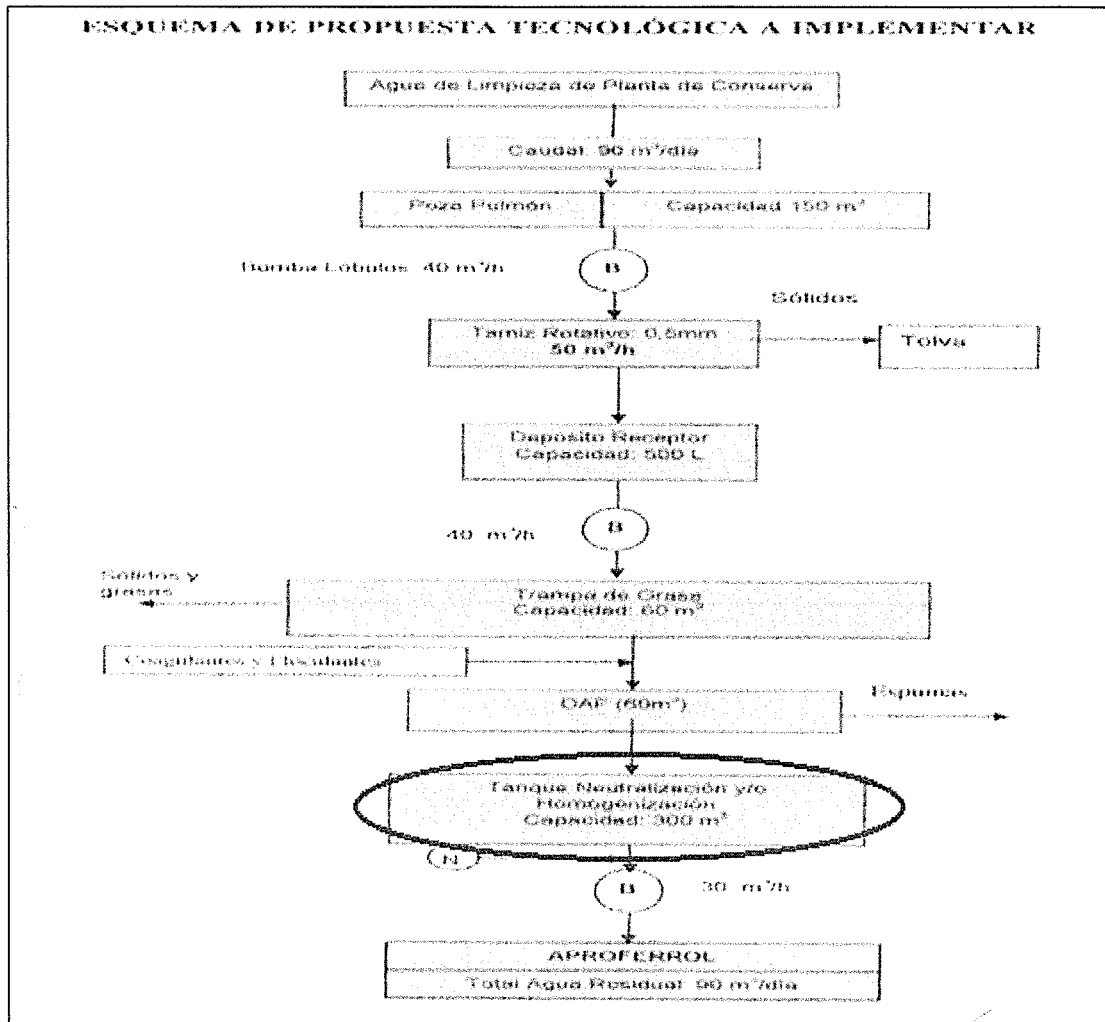 ESQUEMA DE PROPUESTA TECNOLÓGICA A IMPLEMENTAR
Agua de Limpieza de Planta de Conserva
Caudal: 90 m³/día
Poza Pulmón
Capacidad 150 m³
Bomba Lóbulos 40 m³/h
B
Sólidos
Tamiz Rotativo: 0,5mm
50 m³/h
Tolva
Depósito Receptor
Capacidad: 500 L
40 m³/h
B
Sólidos y
grasas
Trampa de Grasa
Capacidad: 60 m³
Coagulantes y Floculantes
Espumas
DAF (60m³)
Tanque Neutralización y/o
Homogenización
Capacidad: 300 m³
N
B
30 m³/h
APROFERROL
Total Agua Residual 90 m³/día